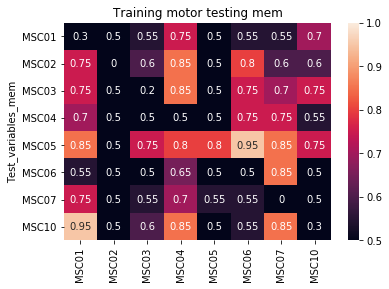 Training motor testing mem
Test_variables_mem
MSC01 0.3 0.5 0.55 0.75 0.5 0.55 0.55 0.7
MSC02 0.75 0 0.6 0.85 0.5 0.8 0.6 0.6
MSC03 0.75 0.5 0.2 0.85 0.5 0.75 0.7 0.75
MSC04 0.7 0.5 0.5 0.5 0.5 0.75 0.75 0.55
MSC05 0.85 0.5 0.75 0.8 0.8 0.95 0.85 0.75
MSC06 0.55 0.5 0.5 0.65 0.5 0.5 0.85 0.5
MSC07 0.75 0.5 0.55 0.7 0.55 0.55 0 0.5
MSC10 0.95 0.5 0.6 0.85 0.5 0.55 0.85 0.3
MSC01 MSC02 MSC03 MSC04 MSC05 MSC06 MSC07 MSC10
1.0
0.9
0.8
0.7
0.6
0.5